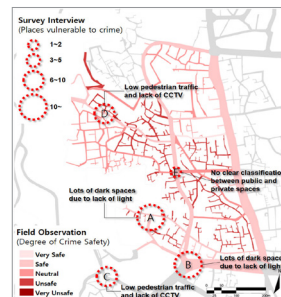 Survey Interview
(Places vulnerable to crime)
1~2
3~5
6~10
10~
Low pedestrian traffic
and lack of CCTV
D
E
No clear classification
between public and
private spaces
Lots of dark spaces
due to lack of light
A
Field Observation
(Degree of Crime Safety)
Very Safe
Safe
Neutral
Unsafe
Very Unsafe
C
B
Lots of dark spaces
due to lack of light
Low pedestrian traffic
and lack of CCTV